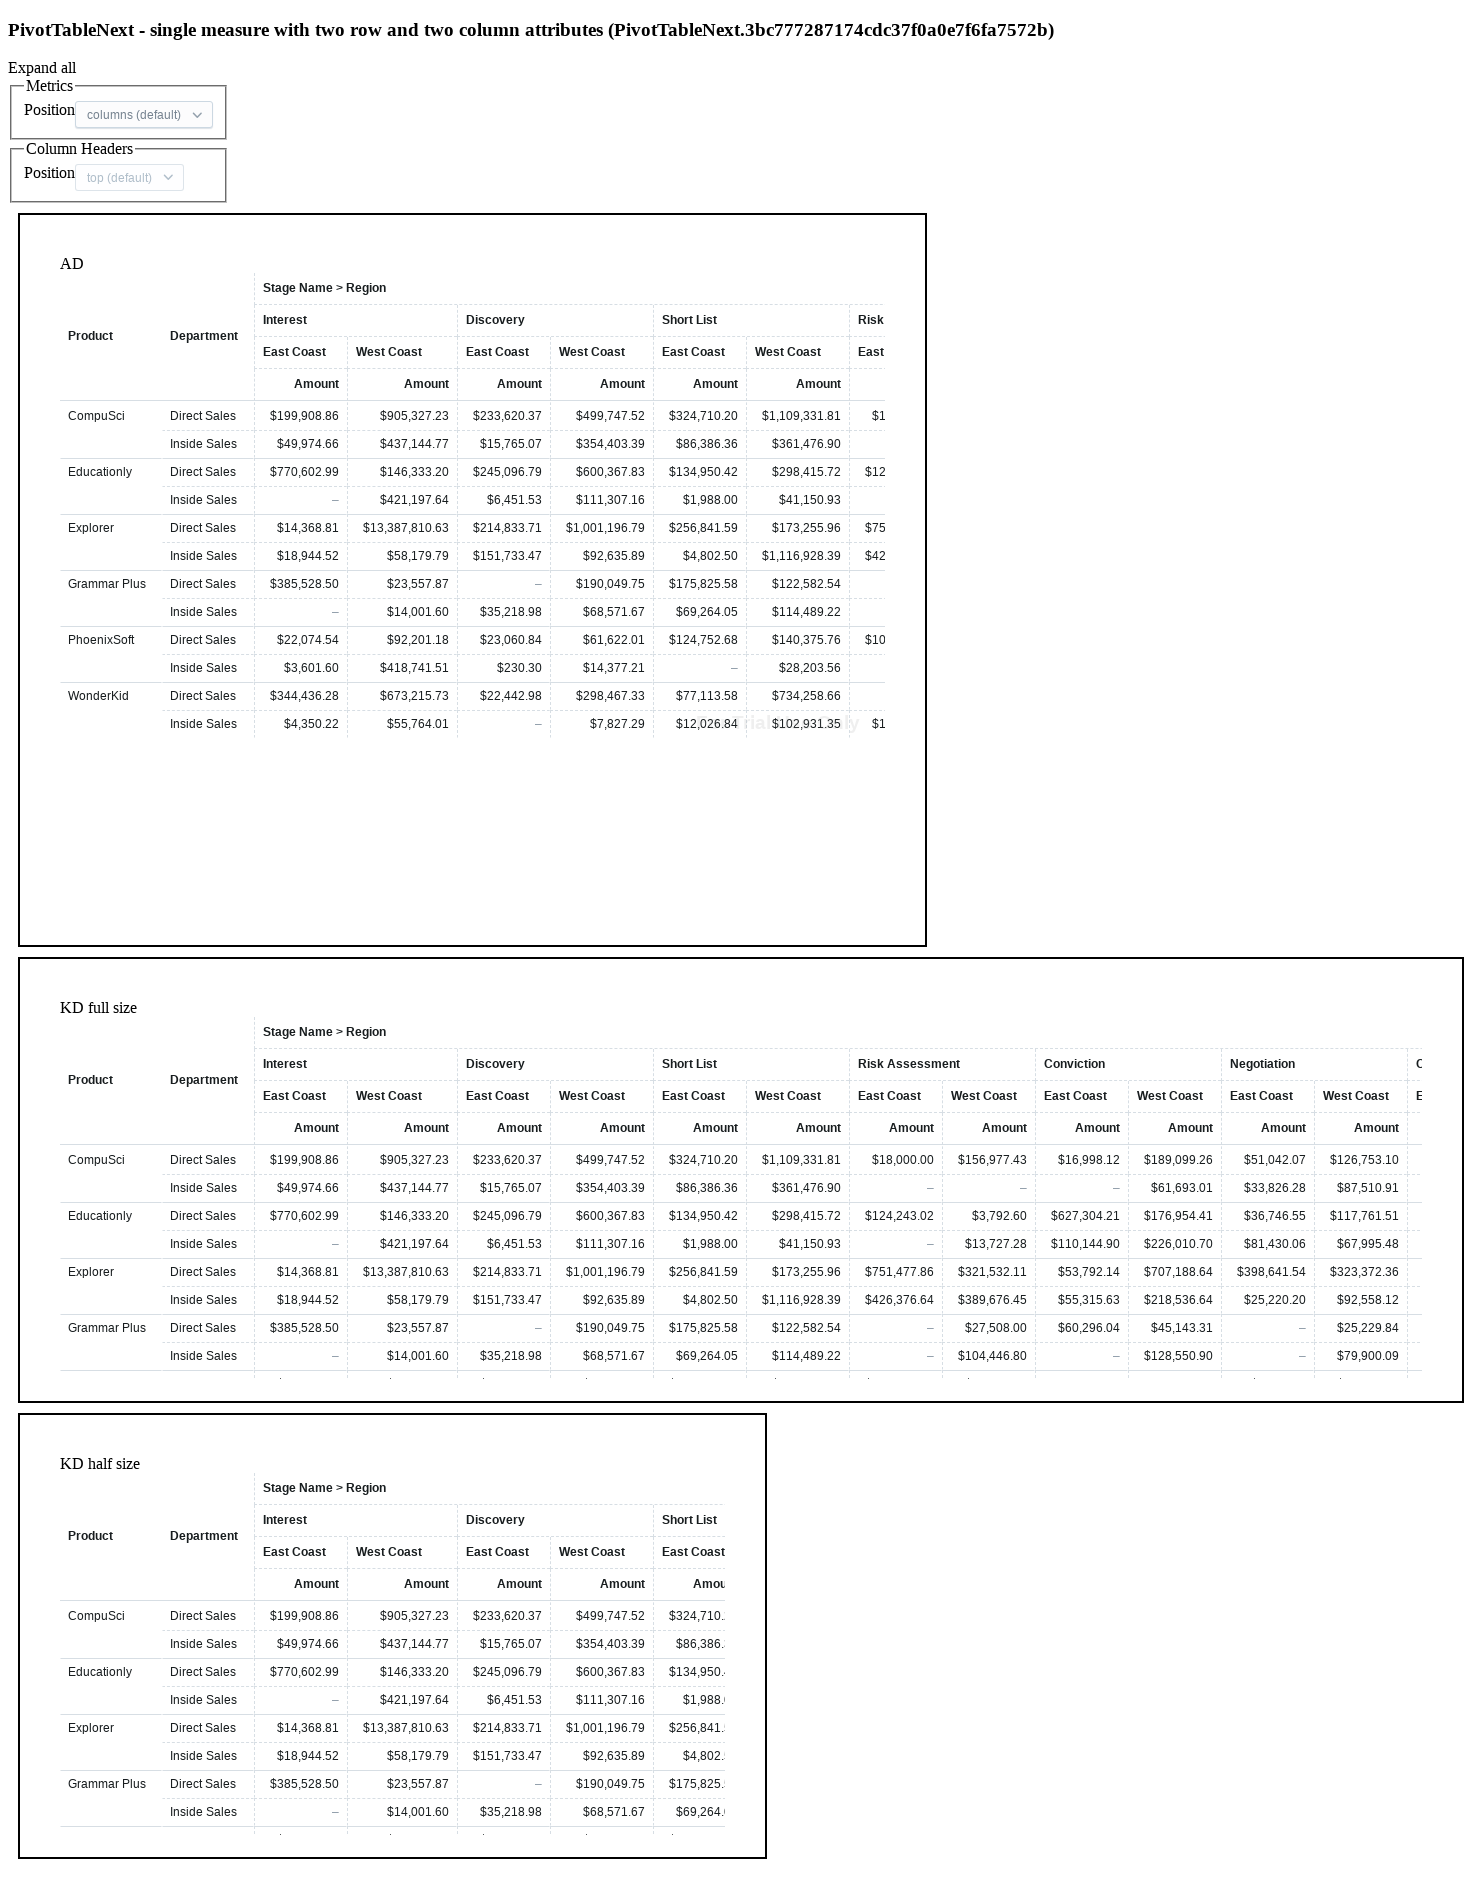 PivotTableNext - single measure with two row and two column attributes (PivotTableNext.3bc777287174cdc37f0a0e7f6fa7572b)
Expand all
Metrics
Position columns (default)
Column Headers
Position top (default)
AD
Stage Name > Region
Interest Discovery Short List Risk
Product Department
East Coast West Coast East Coast West Coast East Coast West Coast East
Amount Amount Amount Amount Amount Amount
CompuSci Direct Sales $199,908.86 $905,327.23 $233,620.37 $499,747.52 $324,710.20 $1,109,331.81 $1
Inside Sales $49,974.66 $437,144.77 $15,765.07 $354,403.39 $86,386.36 $361,476.90
Educationly Direct Sales $770,602.99 $146,333.20 $245,096.79 $600,367.83 $134,950.42 $298,415.72 $12
Inside Sales – $421,197.64 $6,451.53 $111,307.16 $1,988.00 $41,150.93
Explorer Direct Sales $14,368.81 $13,387,810.63 $214,833.71 $1,001,196.79 $256,841.59 $173,255.96 $75
Inside Sales $18,944.52 $58,179.79 $151,733.47 $92,635.89 $4,802.50 $1,116,928.39 $42
Grammar Plus Direct Sales $385,528.50 $23,557.87 – $190,049.75 $175,825.58 $122,582.54
Inside Sales – $14,001.60 $35,218.98 $68,571.67 $69,264.05 $114,489.22
PhoenixSoft Direct Sales $22,074.54 $92,201.18 $23,060.84 $61,622.01 $124,752.68 $140,375.76 $10
Inside Sales $3,601.60 $418,741.51 $230.30 $14,377.21 – $28,203.56
WonderKid Direct Sales $344,436.28 $673,215.73 $22,442.98 $298,467.33 $77,113.58 $734,258.66
Inside Sales $4,350.22 $55,764.01 – $7,827.29 $12,026.84 $102,931.35 $1
KD full size
Stage Name > Region
Interest Discovery Short List Risk Assessment Conviction Negotiation
Product Department
East Coast West Coast East Coast West Coast East Coast West Coast East Coast West Coast East Coast West Coast East Coast West Coast
Amount Amount Amount Amount Amount Amount Amount Amount Amount Amount Amount Amount
CompuSci Direct Sales $199,908.86 $905,327.23 $233,620.37 $499,747.52 $324,710.20 $1,109,331.81 $18,000.00 $156,977.43 $16,998.12 $189,099.26 $51,042.07 $126,753.10
Inside Sales $49,974.66 $437,144.77 $15,765.07 $354,403.39 $86,386.36 $361,476.90 – – – $61,693.01 $33,826.28 $87,510.91
Educationly Direct Sales $770,602.99 $146,333.20 $245,096.79 $600,367.83 $134,950.42 $298,415.72 $124,243.02 $3,792.60 $627,304.21 $176,954.41 $36,746.55 $117,761.51
Inside Sales – $421,197.64 $6,451.53 $111,307.16 $1,988.00 $41,150.93 – $13,727.28 $110,144.90 $226,010.70 $81,430.06 $67,995.48
Explorer Direct Sales $14,368.81 $13,387,810.63 $214,833.71 $1,001,196.79 $256,841.59 $173,255.96 $751,477.86 $321,532.11 $53,792.14 $707,188.64 $398,641.54 $323,372.36
Inside Sales $18,944.52 $58,179.79 $151,733.47 $92,635.89 $4,802.50 $1,116,928.39 $426,376.64 $389,676.45 $55,315.63 $218,536.64 $25,220.20 $92,558.12
Grammar Plus Direct Sales $385,528.50 $23,557.87 – $190,049.75 $175,825.58 $122,582.54 – $27,508.00 $60,296.04 $45,143.31 – $25,229.84
Inside Sales – $14,001.60 $35,218.98 $68,571.67 $69,264.05 $114,489.22 – $104,446.80 – $128,550.90 – $79,900.09
KD half size
Stage Name > Region
Interest Discovery Short List
Product Department
East Coast West Coast East Coast West Coast East Coast
Amount Amount Amount Amount Amou
CompuSci Direct Sales $199,908.86 $905,327.23 $233,620.37 $499,747.52 $324,710.
Inside Sales $49,974.66 $437,144.77 $15,765.07 $354,403.39 $86,386.
Educationly Direct Sales $770,602.99 $146,333.20 $245,096.79 $600,367.83 $134,950.
Inside Sales – $421,197.64 $6,451.53 $111,307.16 $1,988.
Explorer Direct Sales $14,368.81 $13,387,810.63 $214,833.71 $1,001,196.79 $256,841.
Inside Sales $18,944.52 $58,179.79 $151,733.47 $92,635.89 $4,802.
Grammar Plus Direct Sales $385,528.50 $23,557.87 – $190,049.75 $175,825.
Inside Sales – $14,001.60 $35,218.98 $68,571.67 $69,264.